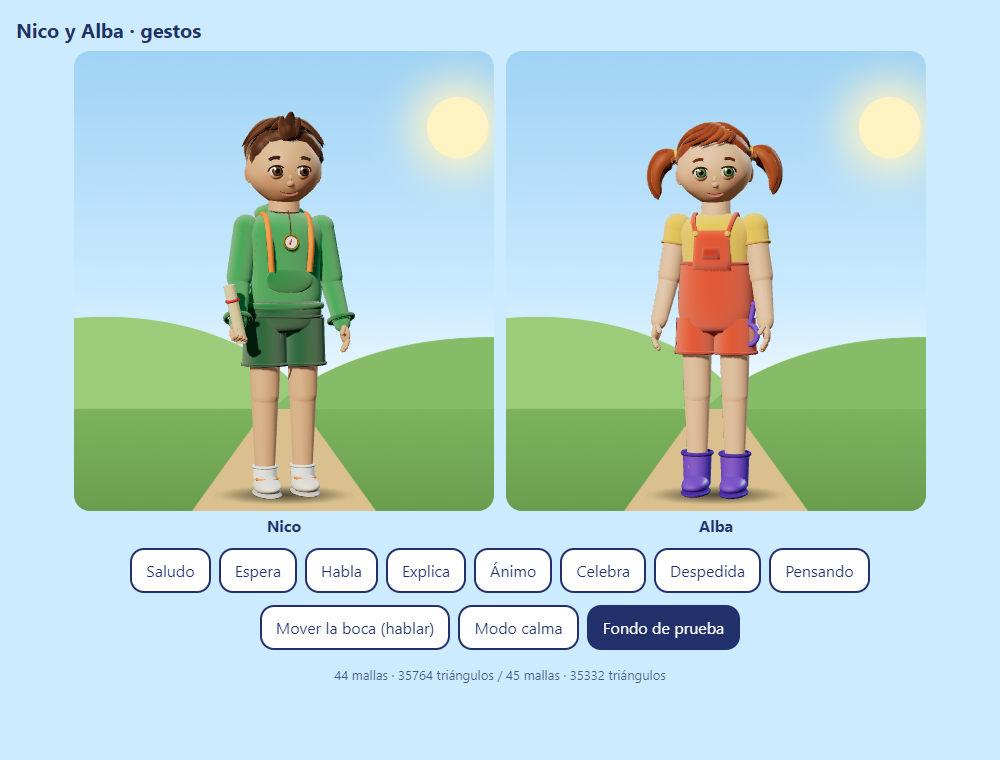 Nico y Alba · gestos
Nico
Alba
Saludo
Espera
Habla
Explica
Ánimo
Celebra
Despedida
Pensando
Mover la boca (hablar)
Modo calma
Fondo de prueba
44 mallas · 35764 triángulos / 45 mallas · 35332 triángulos